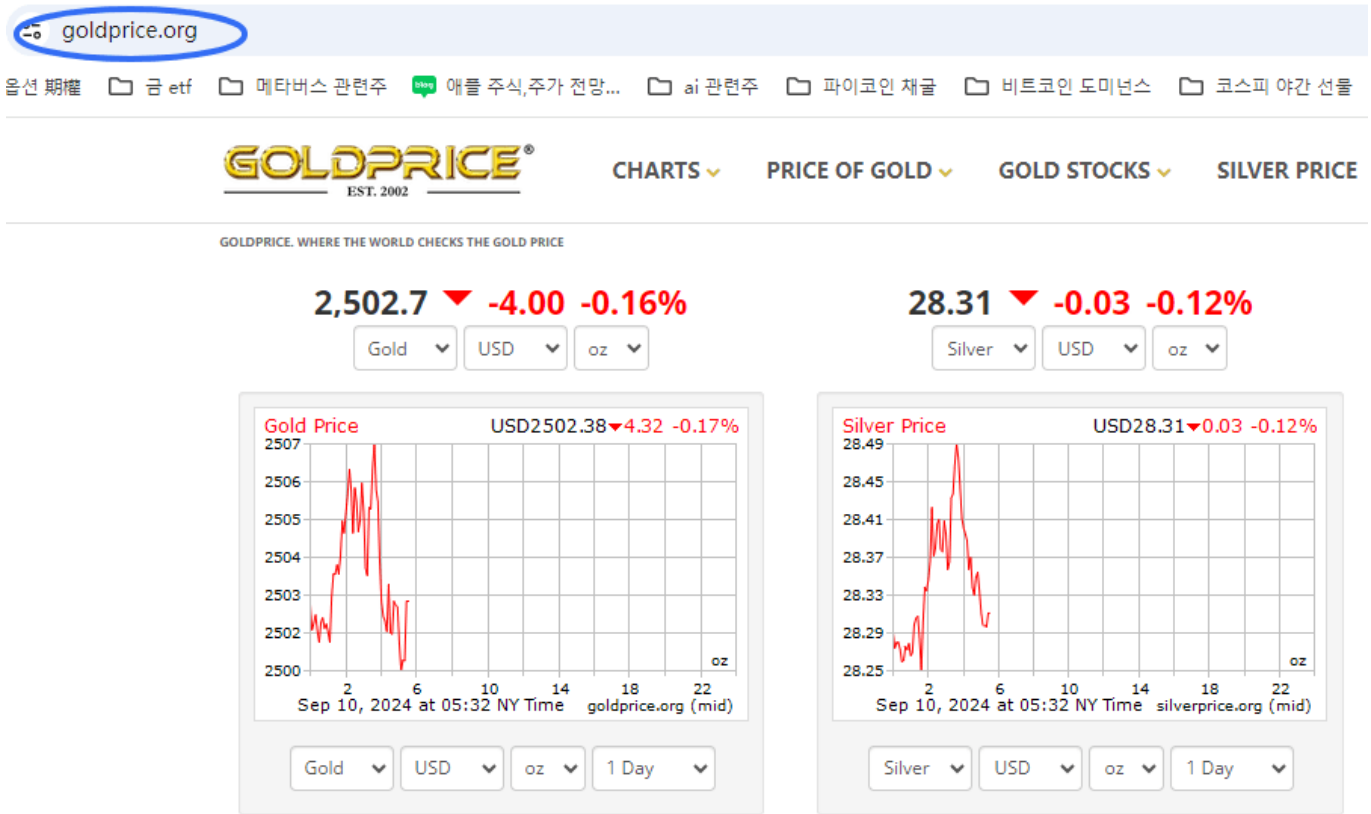 goldprice.org
옵션 期權 금 etf 메타버스 관련주 blog 애플 주식,주가 전망... ai 관련주 파이코인 채굴 비트코인 도미넌스 코스피 야간 선물
GOLDPRICE®
EST. 2002
CHARTS PRICE OF GOLD GOLD STOCKS SILVER PRICE
GOLDPRICE. WHERE THE WORLD CHECKS THE GOLD PRICE
2,502.7 ▼ -4.00 -0.16%
Gold USD oz
28.31 ▼ -0.03 -0.12%
Silver USD oz
Gold Price USD2502.38▼4.32 -0.17%
2507
2506
2505
2504
2503
2502
2500
oz
2 6 10 14 18 22
Sep 10, 2024 at 05:32 NY Time goldprice.org (mid)
Gold USD oz 1 Day
Silver Price USD28.31▼0.03 -0.12%
28.49
28.45
28.41
28.37
28.33
28.29
28.25
oz
2 6 10 14 18 22
Sep 10, 2024 at 05:32 NY Time silverprice.org (mid)
Silver USD oz 1 Day